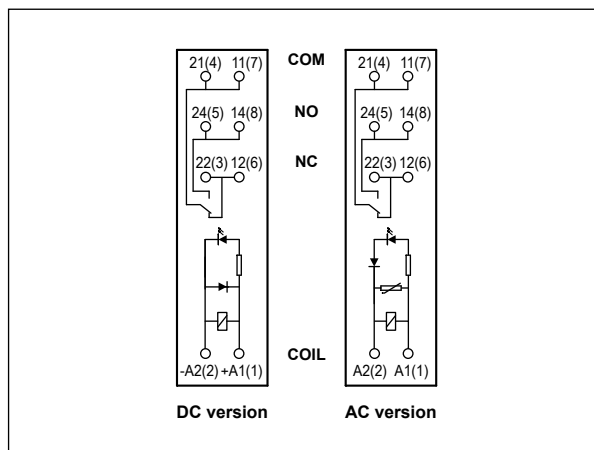 21(4) 11(7) COM 21(4) 11(7)
24(5) 14(8) NO 24(5) 14(8)
22(3) 12(6) NC 22(3) 12(6)
COIL
-A2(2) +A1(1) A2(2) A1(1)
DC version AC version